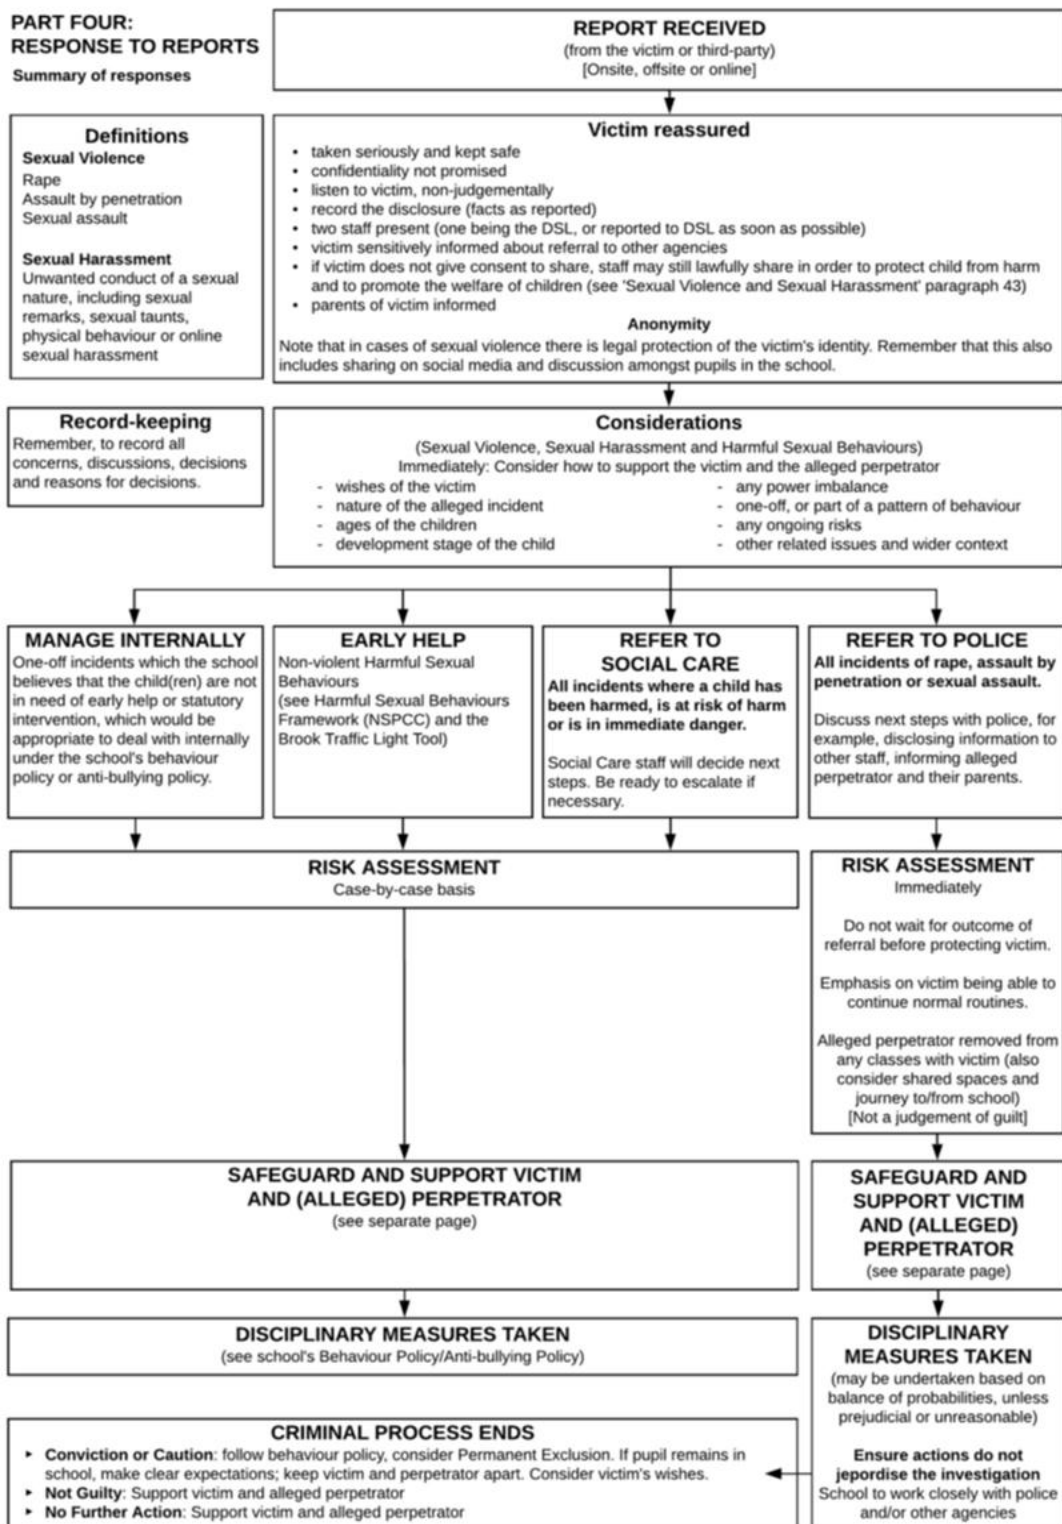 PART FOUR:
RESPONSE TO REPORTS
Summary of responses
REPORT RECEIVED
(from the victim or third-party)
[Onsite, offsite or online]
Definitions
Sexual Violence
Rape
Assault by penetration
Sexual assault
Sexual Harassment
Unwanted conduct of a sexual
nature, including sexual
remarks, sexual taunts,
physical behaviour or online
sexual harassment
Victim reassured
• taken seriously and kept safe
• confidentiality not promised
• listen to victim, non-judgementally
• record the disclosure (facts as reported)
• two staff present (one being the DSL, or reported to DSL as soon as possible)
• victim sensitively informed about referral to other agencies
• if victim does not give consent to share, staff may still lawfully share in order to protect child from harm
and to promote the welfare of children (see 'Sexual Violence and Sexual Harassment' paragraph 43)
• parents of victim informed
Anonymity
Note that in cases of sexual violence there is legal protection of the victim's identity. Remember that this also
includes sharing on social media and discussion amongst pupils in the school.
Record-keeping
Remember, to record all
concerns, discussions, decisions
and reasons for decisions.
Considerations
(Sexual Violence, Sexual Harassment and Harmful Sexual Behaviours)
Immediately: Consider how to support the victim and the alleged perpetrator
- wishes of the victim
- nature of the alleged incident
- ages of the children
- development stage of the child
- any power imbalance
- one-off, or part of a pattern of behaviour
- any ongoing risks
- other related issues and wider context
MANAGE INTERNALLY
One-off incidents which the school
believes that the child(ren) are not
in need of early help or statutory
intervention, which would be
appropriate to deal with internally
under the school's behaviour
policy or anti-bullying policy.
EARLY HELP
Non-violent Harmful Sexual
Behaviours
(see Harmful Sexual Behaviours
Framework (NSPCC) and the
Brook Traffic Light Tool)
REFER TO
SOCIAL CARE
All incidents where a child has
been harmed, is at risk of harm
or is in immediate danger.
Social Care staff will decide next
steps. Be ready to escalate if
necessary.
REFER TO POLICE
All incidents of rape, assault by
penetration or sexual assault.
Discuss next steps with police, for
example, disclosing information to
other staff, informing alleged
perpetrator and their parents.
RISK ASSESSMENT
Case-by-case basis
RISK ASSESSMENT
Immediately
Do not wait for outcome of
referral before protecting victim.
Emphasis on victim being able to
continue normal routines.
Alleged perpetrator removed from
any classes with victim (also
consider shared spaces and
journey to/from school)
[Not a judgement of guilt]
SAFEGUARD AND SUPPORT VICTIM
AND (ALLEGED) PERPETRATOR
(see separate page)
SAFEGUARD AND
SUPPORT VICTIM
AND (ALLEGED)
PERPETRATOR
(see separate page)
DISCIPLINARY MEASURES TAKEN
(see school's Behaviour Policy/Anti-bullying Policy)
DISCIPLINARY
MEASURES TAKEN
(may be undertaken based on
balance of probabilities, unless
prejudicial or unreasonable)
Ensure actions do not
jepordise the investigation
School to work closely with police
and/or other agencies
CRIMINAL PROCESS ENDS
‣ Conviction or Caution: follow behaviour policy, consider Permanent Exclusion. If pupil remains in
school, make clear expectations; keep victim and perpetrator apart. Consider victim's wishes.
‣ Not Guilty: Support victim and alleged perpetrator
‣ No Further Action: Support victim and alleged perpetrator